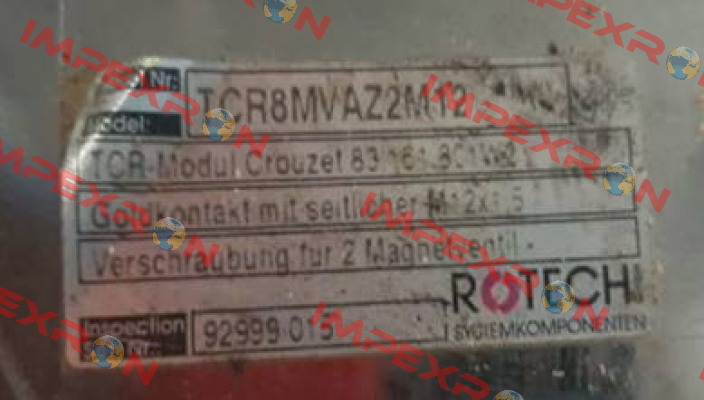 Nr:
TCR8MVAZ2M12
Model:
TCR-Modul Crouzet 83 161
Goldkontakt mit seitlicher M12x1,5
Verschraubung für 2 Magnetventil
ROTECH
SYSTEMKOMPONENTEN
Inspection
92999-015
IMPEXRON